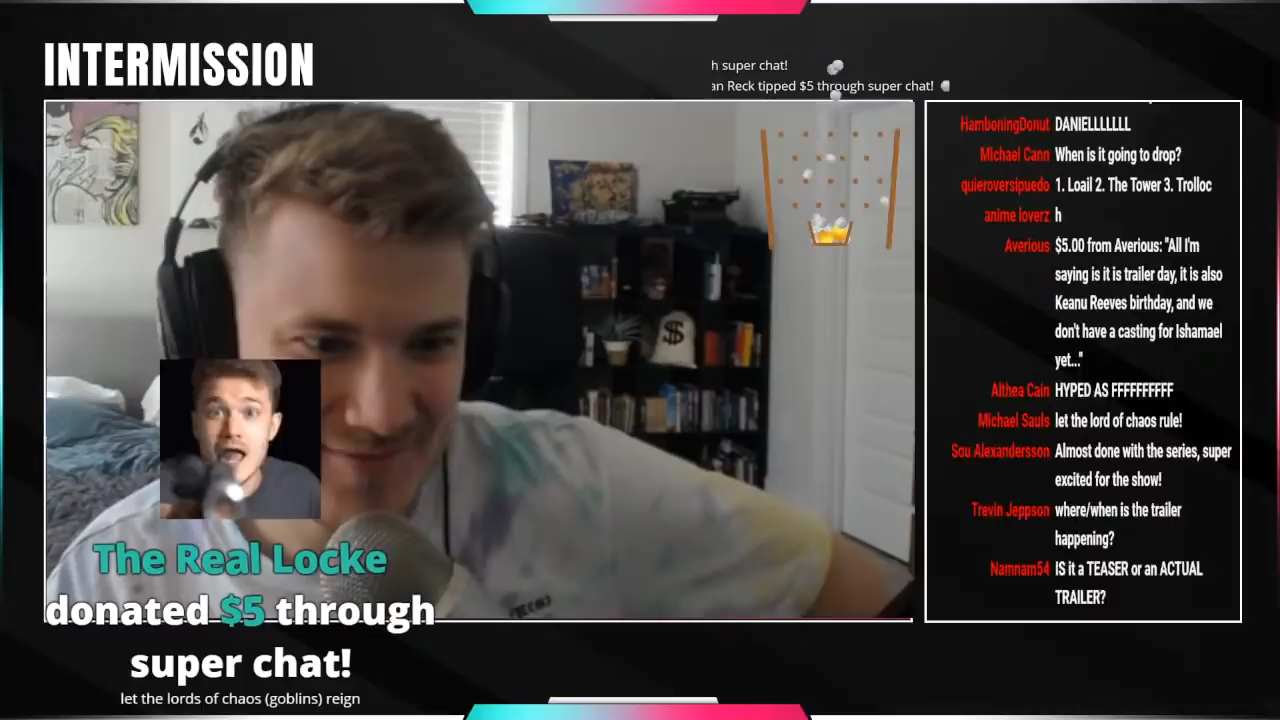 INTERMISSION
h super chat!
an Reck tipped $5 through super chat!
HamboningDonut DANIELLLLLLL
Michael Cann When is it going to drop?
quieroversipuedo 1. Loail 2. The Tower 3. Trolloc
anime loverz h
Averious $5.00 from Averious: "All I'm
saying is it is trailer day, it is also
Keanu Reeves birthday, and we
don't have a casting for Ishamael
yet..."
Althea Cain HYPED AS FFFFFFFFFF
Michael Sauls let the lord of chaos rule!
Sou Alexandersson Almost done with the series, super
excited for the show!
Trevin Jeppson where/when is the trailer
happening?
Namnam54 IS it a TEASER or an ACTUAL
TRAILER?
$
The Real Locke
donated $5 through
super chat!
let the lords of chaos (goblins) reign